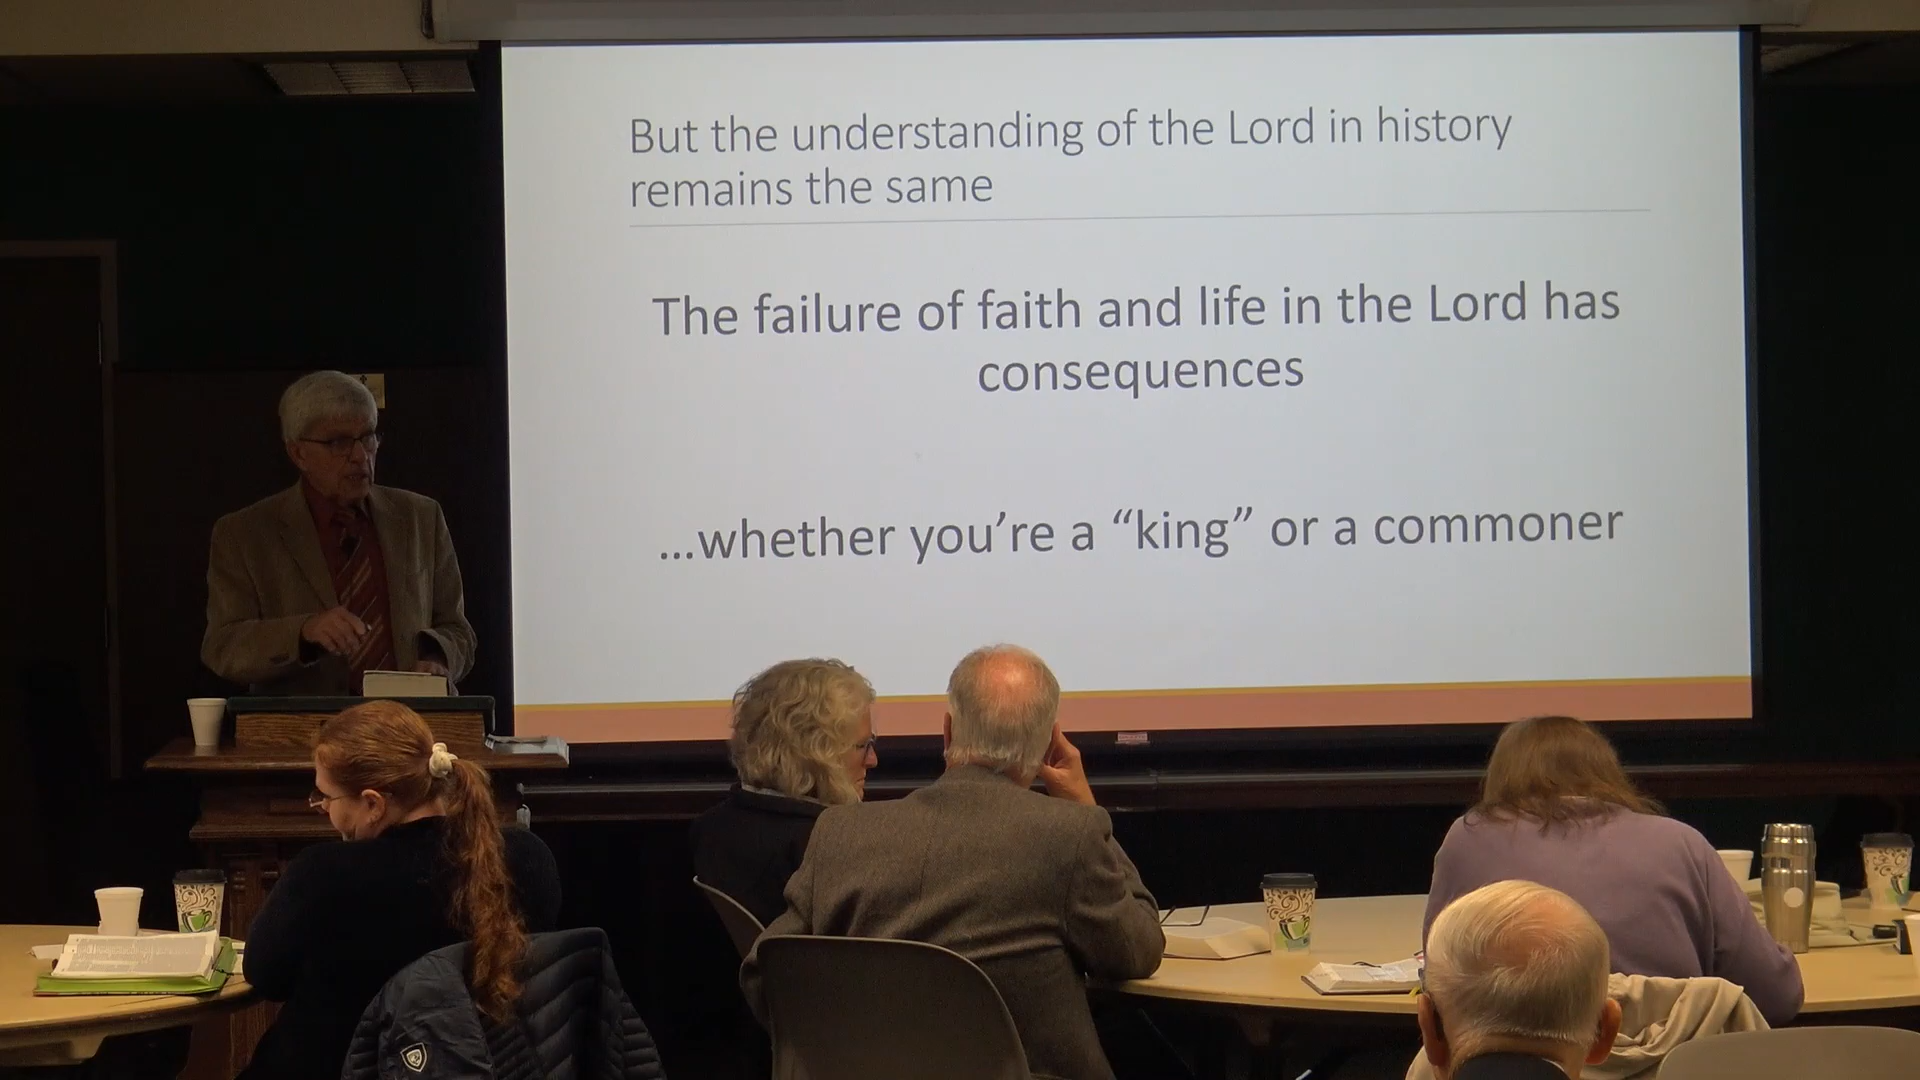 But the understanding of the Lord in history
remains the same
The failure of faith and life in the Lord has
consequences
...whether you're a “king” or a commoner